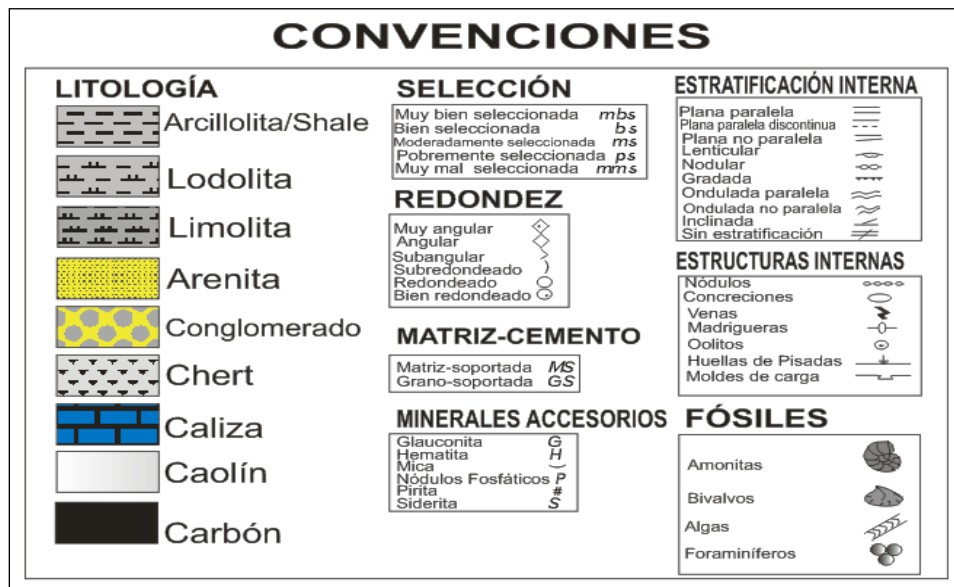 CONVENCIONES
LITOLOGÍA
Arcillolita/Shale
Lodolita
Limolita
Arenita
Conglomerado
Chert
Caliza
Caolín
Carbón
SELECCIÓN
Muy bien seleccionada mbs
Bien seleccionada bs
Moderadamente seleccionada ms
Pobremente seleccionada ps
Muy mal seleccionada mms
REDONDEZ
Muy angular
Angular
Subangular
Subredondeado
Redondeado
Bien redondeado
MATRIZ-CEMENTO
Matriz-soportada MS
Grano-soportada GS
MINERALES ACCESORIOS
Glauconita G
Hematita H
Mica
Nódulos Fosfáticos P
Pirita #
Siderita S
ESTRATIFICACIÓN INTERNA
Plana paralela
Plana paralela discontinua
Plana no paralela
Lenticular
Nodular
Gradada
Ondulada paralela
Ondulada no paralela
Inclinada
Sin estratificación
ESTRUCTURAS INTERNAS
Nódulos
Concreciones
Venas
Madrigueras
Oolitos
Huellas de Pisadas
Moldes de carga
FÓSILES
Amonitas
Bivalvos
Algas
Foraminíferos